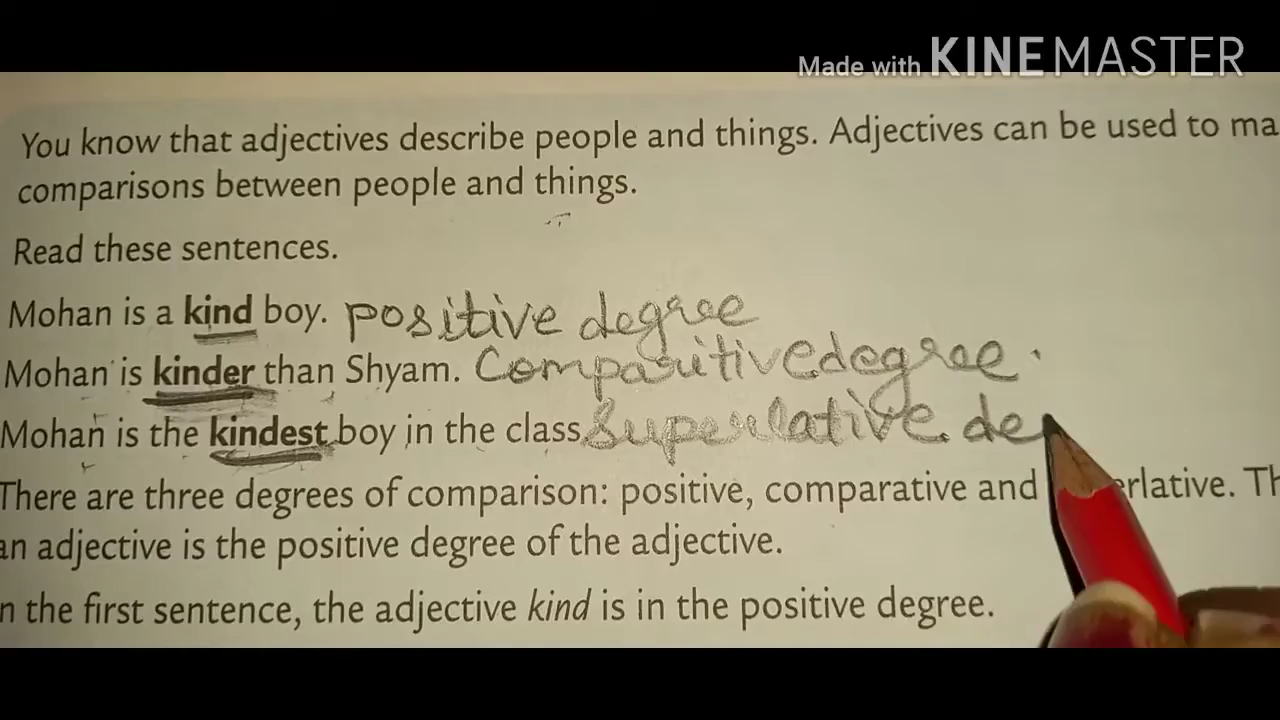 Made with KINEMASTER
You know that adjectives describe people and things. Adjectives can be used to ma
comparisons between people and things.
Read these sentences.
Mohan is a kind boy. positive degree
Mohan is kinder than Shyam. Comparitive degree.
Mohan is the kindest boy in the class Superlative de
There are three degrees of comparison: positive, comparative and erlative. Th
an adjective is the positive degree of the adjective.
n the first sentence, the adjective kind is in the positive degree.